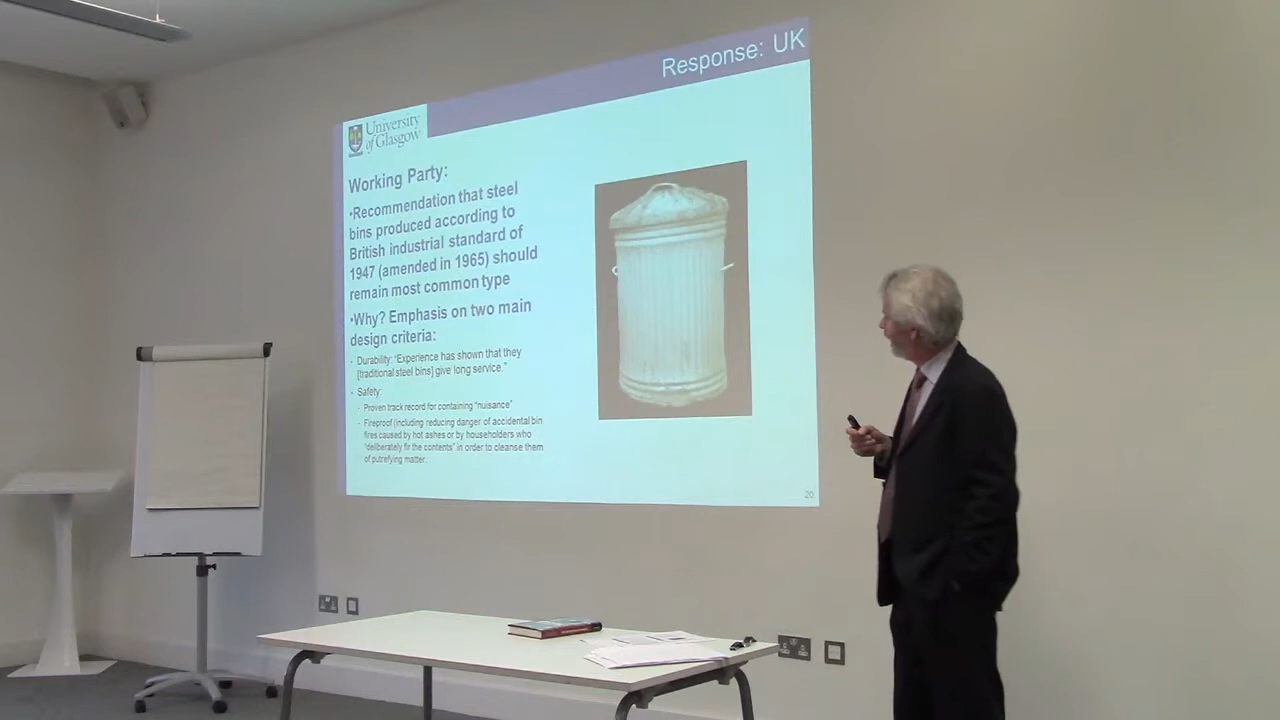 Response: UK
University
of Glasgow
Working Party:
•Recommendation that steel
bins produced according to
British industrial standard of
1947 (amended in 1965) should
remain most common type
•Why? Emphasis on two main
design criteria:
• Durability: "Experience has shown that they
[traditional steel bins] give long service."
• Safety:
- Proven track record for containing "nuisance"
- Fireproof (including reducing danger of accidental bin
fires caused by hot ashes or by householders who
"deliberately fir the contents" in order to cleanse them
of putrefying matter.
20